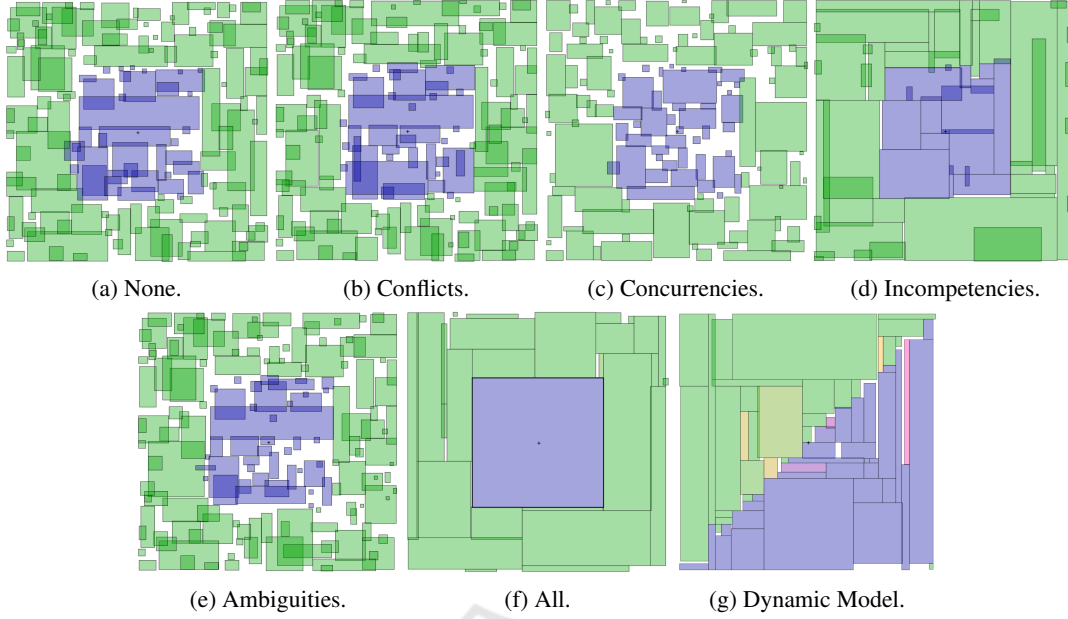 (a) None.
(b) Conflicts.
(c) Concurrencies.
(d) Incompetencies.
(e) Ambiguities.
(f) All.
(g) Dynamic Model.